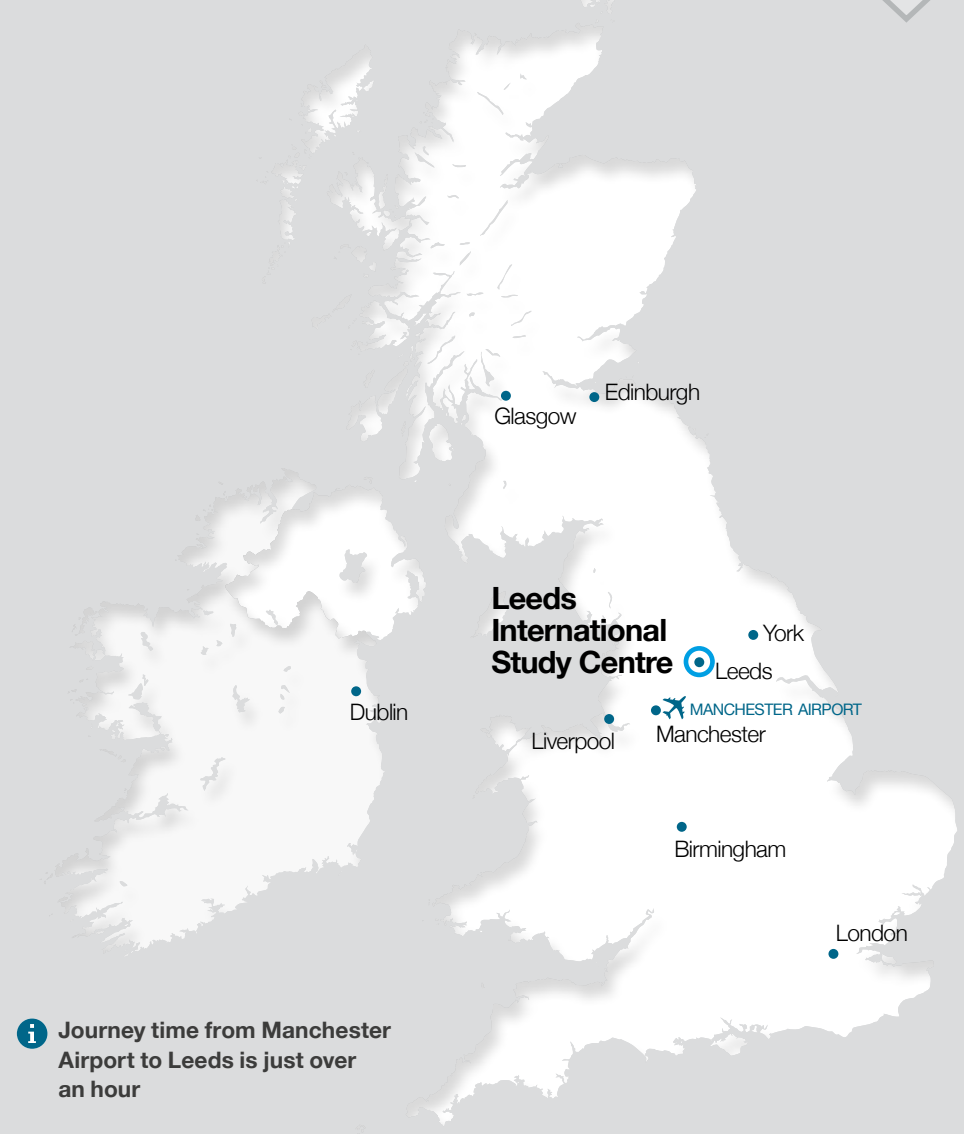 Edinburgh
Glasgow
Leeds
International
Study Centre
York
Leeds
Dublin
MANCHESTER AIRPORT
Manchester
Liverpool
Birmingham
London
i
Journey time from Manchester
Airport to Leeds is just over
an hour